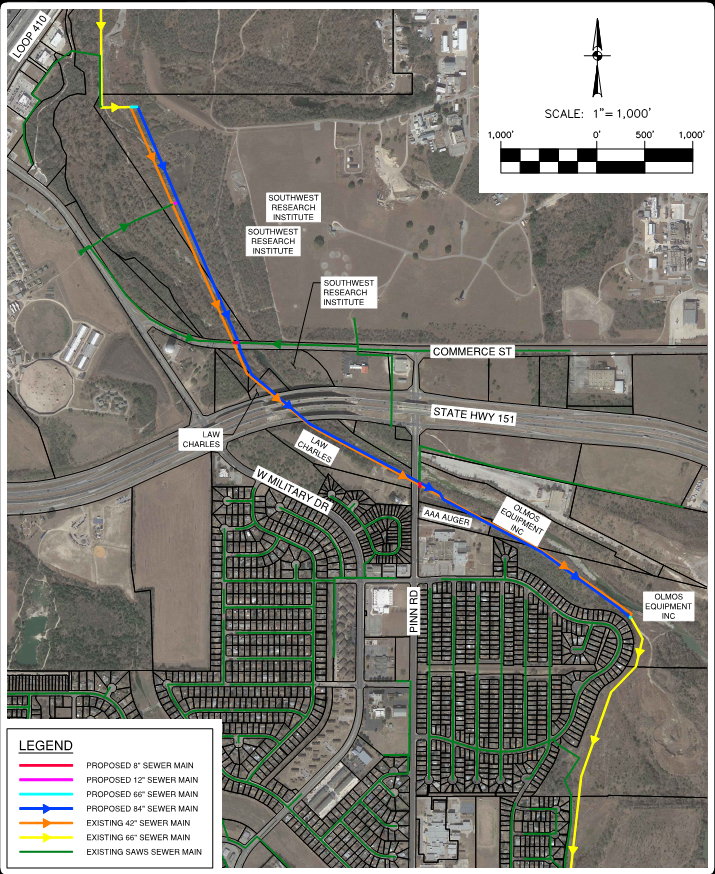 LOOP 410
SCALE: 1"= 1,000'
1,000' 0' 500' 1,000'
SOUTHWEST
RESEARCH
INSTITUTE
SOUTHWEST
RESEARCH
INSTITUTE
SOUTHWEST
RESEARCH
INSTITUTE
COMMERCE ST
STATE HWY 151
LAW
CHARLES
LAW
CHARLES
W MILITARY DR
AAA AUGER
OLMOS
EQUIPMENT
INC
OLMOS
EQUIPMENT
INC
PINN RD
LEGEND
PROPOSED 8" SEWER MAIN
PROPOSED 12" SEWER MAIN
PROPOSED 66" SEWER MAIN
PROPOSED 84" SEWER MAIN
EXISTING 42" SEWER MAIN
EXISTING 66" SEWER MAIN
EXISTING SAWS SEWER MAIN